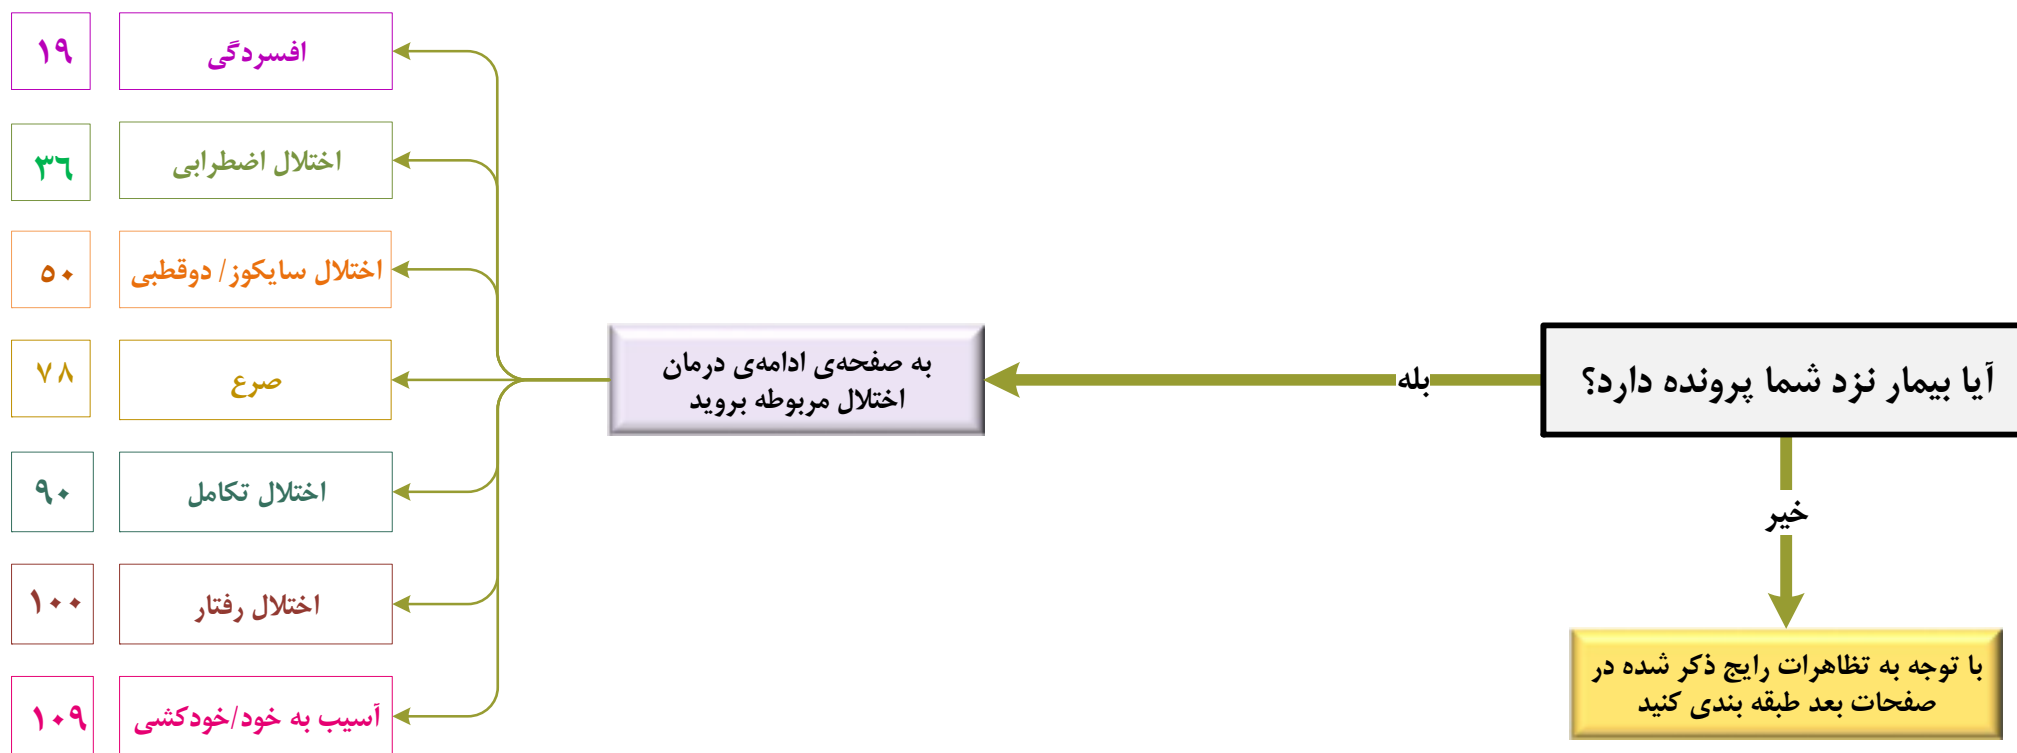 آیا بیمار نزد شما پرونده دارد؟
بله
به صفحه‌ی ادامه‌ی درمان
اختلال مربوطه بروید
افسردگی
۱۹
اختلال اضطرابی
۳٦
اختلال سایکوز/ دوقطبی
۵۰
صرع
۷۸
اختلال تکامل
۹۰
اختلال رفتار
۱۰۰
آسیب به خود/خودکشی
۱۰۹
خیر
با توجه به تظاهرات رایج ذکر شده در
صفحات بعد طبقه بندی کنید